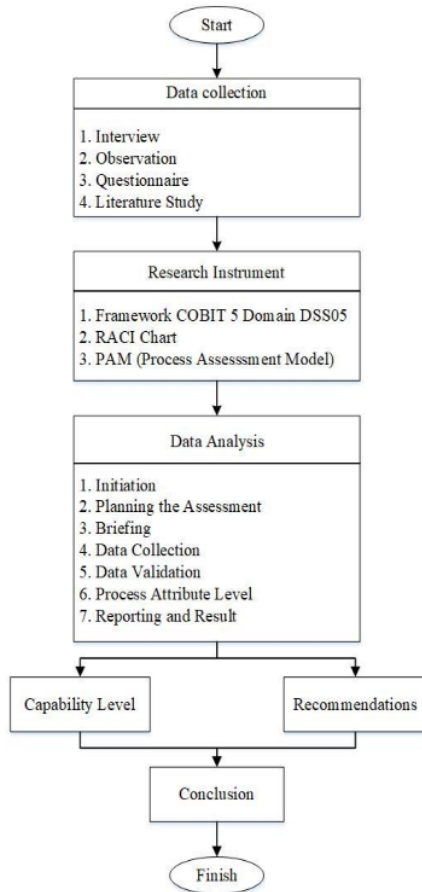 Start
Data collection
1. Interview
2. Observation
3. Questionnaire
4. Literature Study
Research Instrument
1. Framework COBIT 5 Domain DSS05
2. RACI Chart
3. PAM (Process Assesssment Model)
Data Analysis
1. Initiation
2. Planning the Assessment
3. Briefing
4. Data Collection
5. Data Validation
6. Process Attribute Level
7. Reporting and Result
Capability Level
Recommendations
Conclusion
Finish